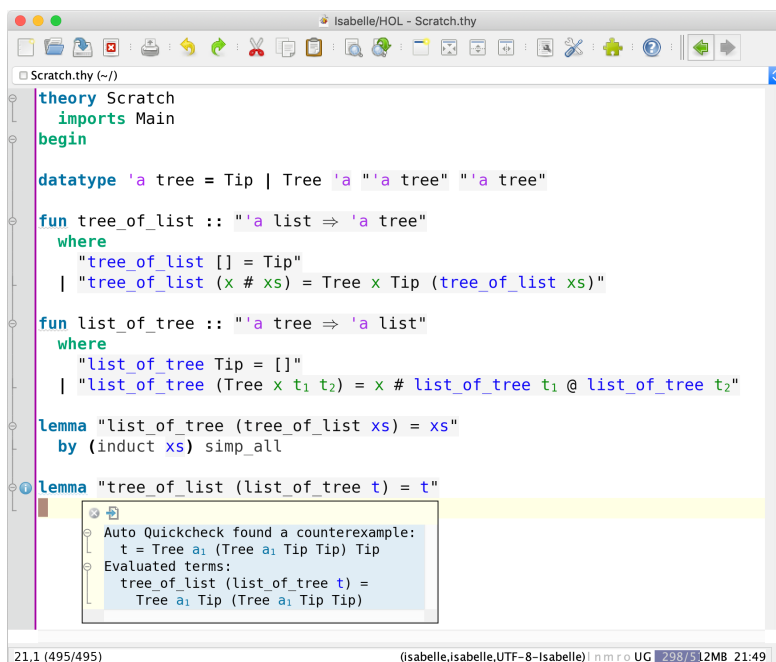 Isabelle/HOL - Scratch.thy
Scratch.thy (~/)
theory Scratch
imports Main
begin
datatype 'a tree = Tip | Tree 'a "'a tree" "'a tree"
fun tree_of_list :: "'a list ⇒ 'a tree"
where
"tree_of_list [] = Tip"
| "tree_of_list (x # xs) = Tree x Tip (tree_of_list xs)"
fun list_of_tree :: "'a tree ⇒ 'a list"
where
"list_of_tree Tip = []"
| "list_of_tree (Tree x t₁ t₂) = x # list_of_tree t₁ @ list_of_tree t₂"
lemma "list_of_tree (tree_of_list xs) = xs"
by (induct xs) simp_all
lemma "tree_of_list (list_of_tree t) = t"
Auto Quickcheck found a counterexample:
t = Tree a₁ (Tree a₁ Tip Tip) Tip
Evaluated terms:
tree_of_list (list_of_tree t) =
Tree a₁ Tip (Tree a₁ Tip Tip)
21,1 (495/495) (isabelle,isabelle,UTF-8-Isabelle) l n m r o UG 298/512MB 21:49